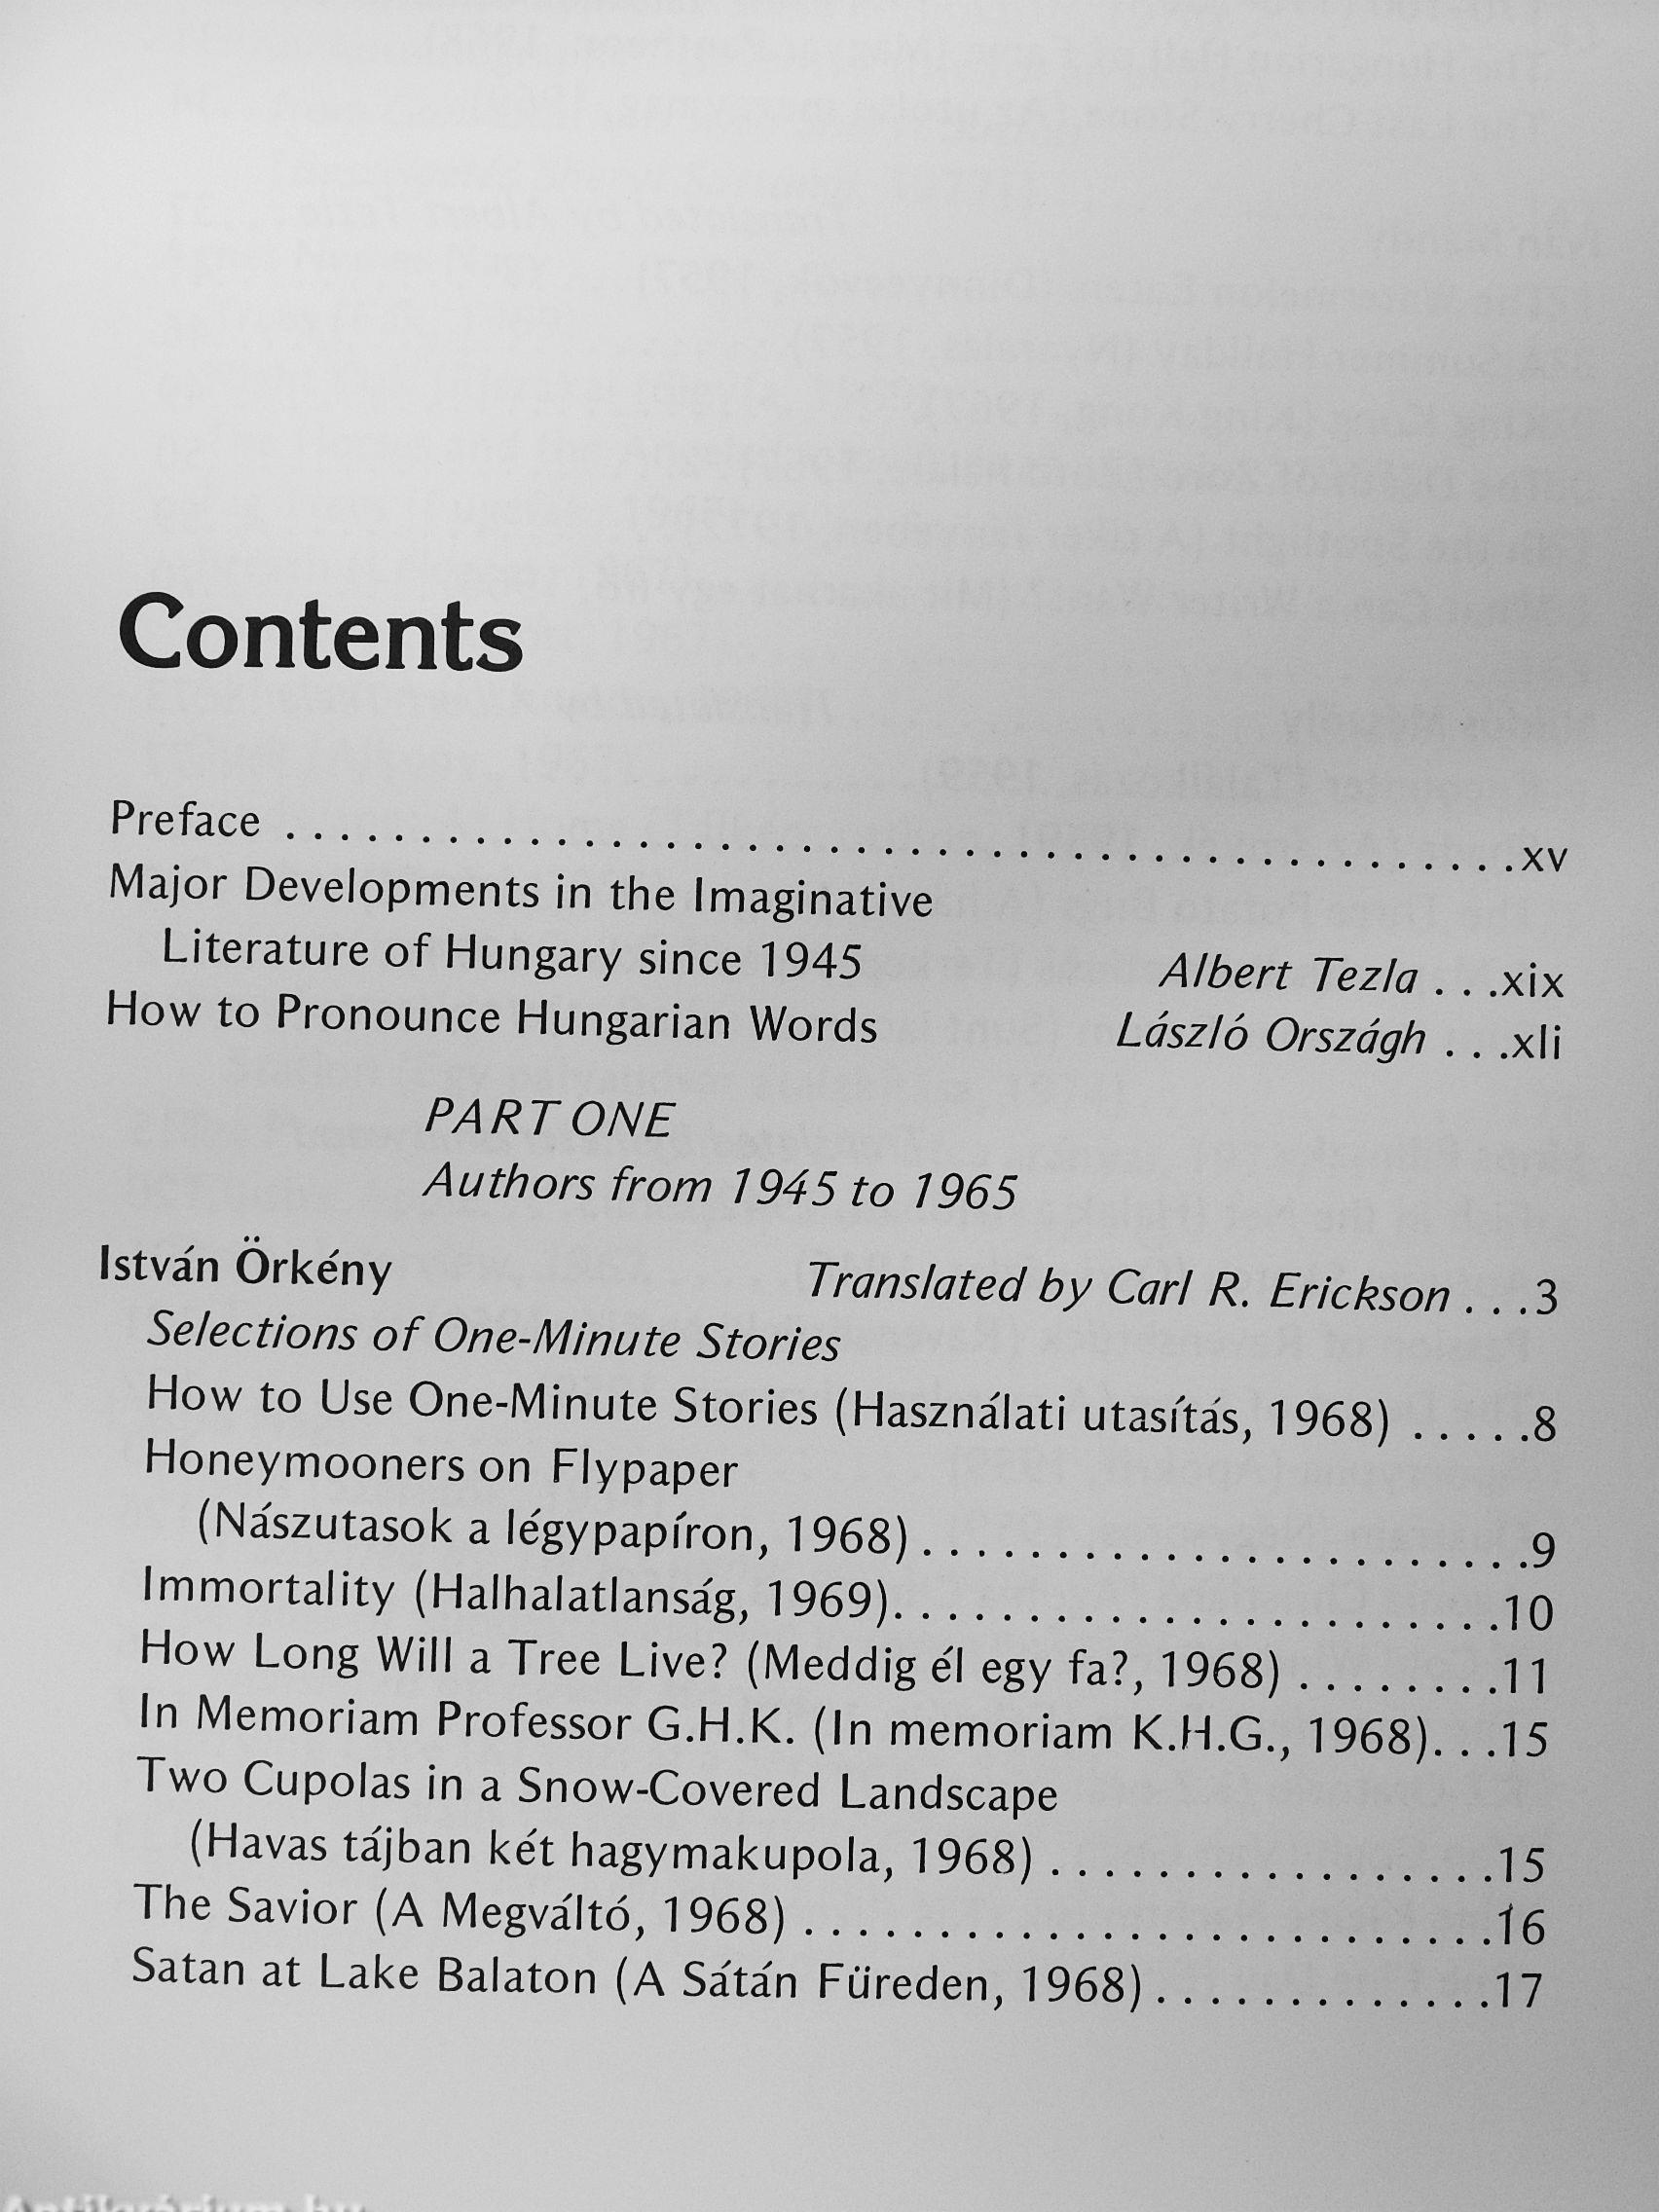 Contents
Preface . . . . . . . . . . . . . . . . . . . . . . . . . . . . . . . . . . . . . . . . . . . . . . . xv
Major Developments in the Imaginative
Literature of Hungary since 1945 Albert Tezla . . .xix
How to Pronounce Hungarian Words László Országh . . .xli
PART ONE
Authors from 1945 to 1965
István Örkény Translated by Carl R. Erickson . . .3
Selections of One-Minute Stories
How to Use One-Minute Stories (Használati utasítás, 1968) . . . . .8
Honeymooners on Flypaper
(Nászutasok a légypapíron, 1968) . . . . . . . . . . . . . . . . . . . . . . .9
Immortality (Halhalatlanság, 1969). . . . . . . . . . . . . . . . . . . . . . .10
How Long Will a Tree Live? (Meddig él egy fa?, 1968) . . . . . . . .11
In Memoriam Professor G.H.K. (In memoriam K.H.G., 1968). . .15
Two Cupolas in a Snow-Covered Landscape
(Havas tájban két hagymakupola, 1968) . . . . . . . . . . . . . . . . .15
The Savior (A Megváltó, 1968) . . . . . . . . . . . . . . . . . . . . . . . . . .16
Satan at Lake Balaton (A Sátán Füreden, 1968) . . . . . . . . . . . . .17